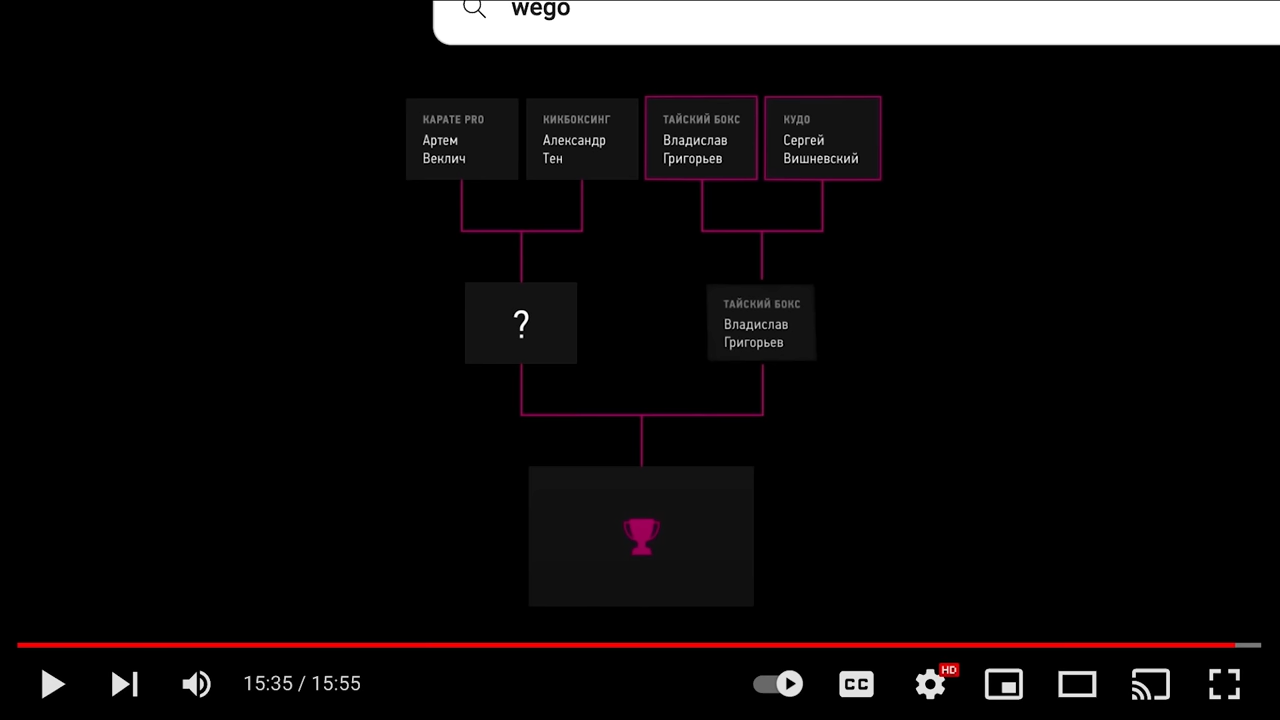 wego
КАРАТЕ PRO
Артем
Веклич
КИКБОКСИНГ
Александр
Тен
ТАЙСКИЙ БОКС
Владислав
Григорьев
КУДО
Сергей
Вишневский
?
ТАЙСКИЙ БОКС
Владислав
Григорьев
15:35 / 15:55
CC
HD